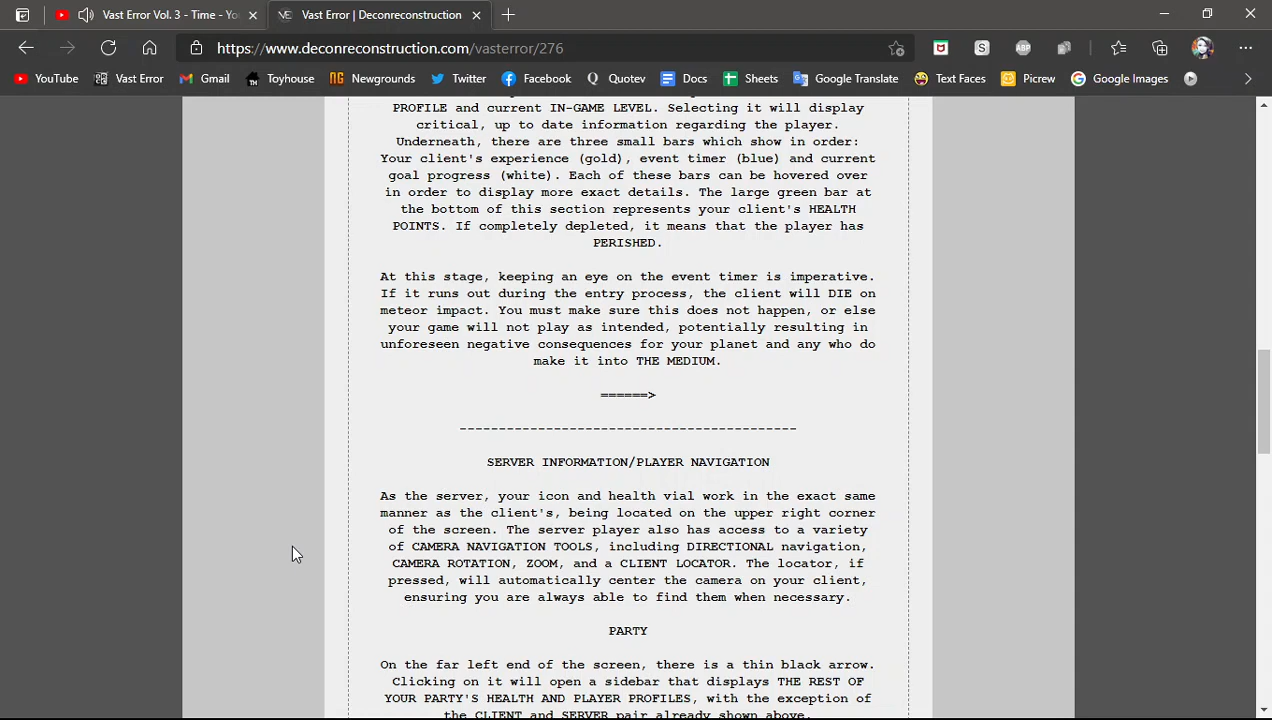 Vast Error Vol. 3 - Time - Yo
Vast Error | Deconreconstruction
https://www.deconreconstruction.com/vasterror/276
YouTube
Vast Error
Gmail
Toyhouse
Newgrounds
Twitter
Facebook
Quotev
Docs
Sheets
Google Translate
Text Faces
Picrew
Google Images
PROFILE and current IN-GAME LEVEL. Selecting it will display
critical, up to date information regarding the player.
Underneath, there are three small bars which show in order:
Your client's experience (gold), event timer (blue) and current
goal progress (white). Each of these bars can be hovered over
in order to display more exact details. The large green bar at
the bottom of this section represents your client's HEALTH
POINTS. If completely depleted, it means that the player has
PERISHED.
At this stage, keeping an eye on the event timer is imperative.
If it runs out during the entry process, the client will DIE on
meteor impact. You must make sure this does not happen, or else
your game will not play as intended, potentially resulting in
unforeseen negative consequences for your planet and any who do
make it into THE MEDIUM.
======>
-------------------------------------------
SERVER INFORMATION/PLAYER NAVIGATION
As the server, your icon and health vial work in the exact same
manner as the client's, being located on the upper right corner
of the screen. The server player also has access to a variety
of CAMERA NAVIGATION TOOLS, including DIRECTIONAL navigation,
CAMERA ROTATION, ZOOM, and a CLIENT LOCATOR. The locator, if
pressed, will automatically center the camera on your client,
ensuring you are always able to find them when necessary.
PARTY
On the far left end of the screen, there is a thin black arrow.
Clicking on it will open a sidebar that displays THE REST OF
YOUR PARTY'S HEALTH AND PLAYER PROFILES, with the exception of
the CLIENT and SERVER pair already shown above.